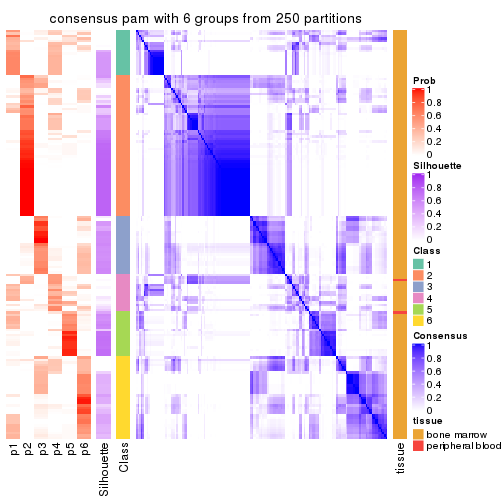 consensus pam with 6 groups from 250 partitions
Prob
1
0.8
0.6
0.4
0.2
0
Silhouette
1
0.8
0.6
0.4
0.2
0
Class
1
2
3
4
5
6
Consensus
1
0.8
0.6
0.4
0.2
0
tissue
bone marrow
peripheral blood
p1
p2
p3
p4
p5
p6
Silhouette
Class
tissue